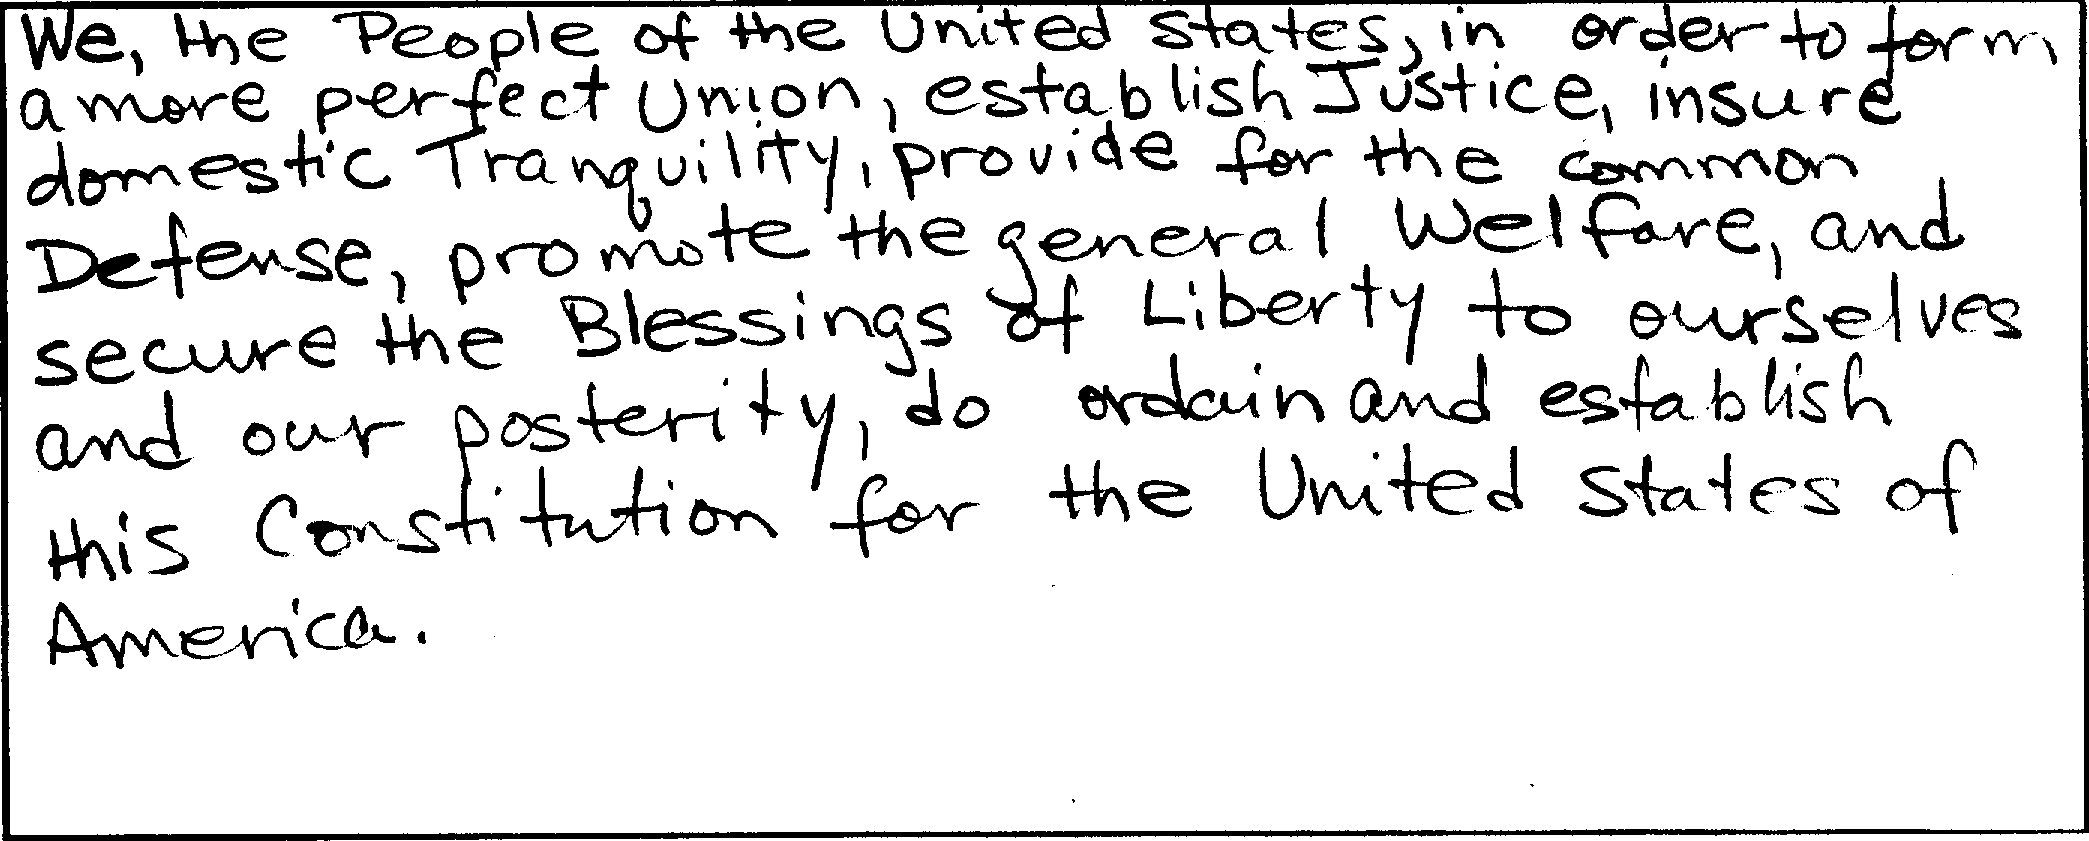 We, the People of the United States, in order to form
a more perfect Union, establish Justice, insure
domestic Tranquility, provide for the common
Defense, promote the general Welfare, and
secure the Blessings of Liberty to ourselves
and our posterity, do ordain and establish
this Constitution for the United States of
America.